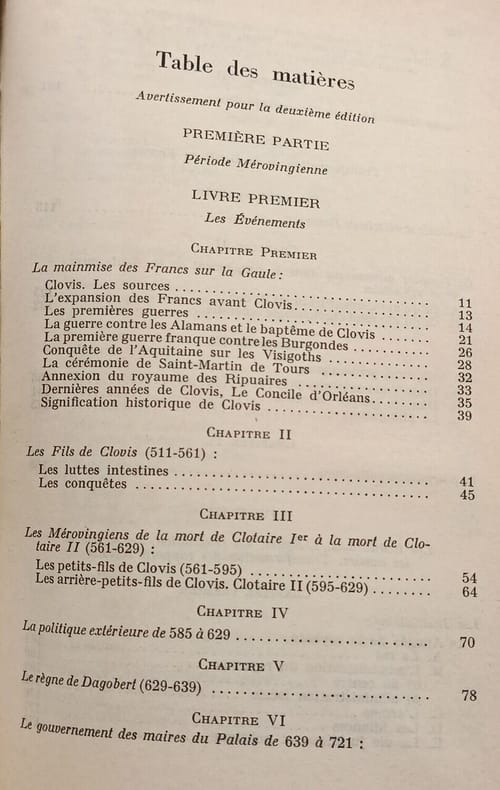 Table des matières
Avertissement pour la deuxième édition
PREMIÈRE PARTIE
Période Mérovingienne
LIVRE PREMIER
Les Événements
CHAPITRE PREMIER
La mainmise des Francs sur la Gaule :
Clovis. Les sources .......... 11
L'expansion des Francs avant Clovis .......... 13
Les premières guerres .......... 14
La guerre contre les Alamans et le baptême de Clovis .......... 21
La première guerre franque contre les Burgondes .......... 26
Conquête de l'Aquitaine sur les Visigoths .......... 28
La cérémonie de Saint-Martin de Tours .......... 32
Annexion du royaume des Ripuaires .......... 33
Dernières années de Clovis, Le Concile d'Orléans .......... 35
Signification historique de Clovis .......... 39
CHAPITRE II
Les Fils de Clovis (511-561) :
Les luttes intestines .......... 41
Les conquêtes .......... 45
CHAPITRE III
Les Mérovingiens de la mort de Clotaire Ier à la mort de Clo-
taire II (561-629) :
Les petits-fils de Clovis (561-595) .......... 54
Les arrière-petits-fils de Clovis. Clotaire II (595-629) .......... 64
CHAPITRE IV
La politique extérieure de 585 à 629 .......... 70
CHAPITRE V
Le règne de Dagobert (629-639) .......... 78
CHAPITRE VI
Le gouvernement des maires du Palais de 639 à 721 :